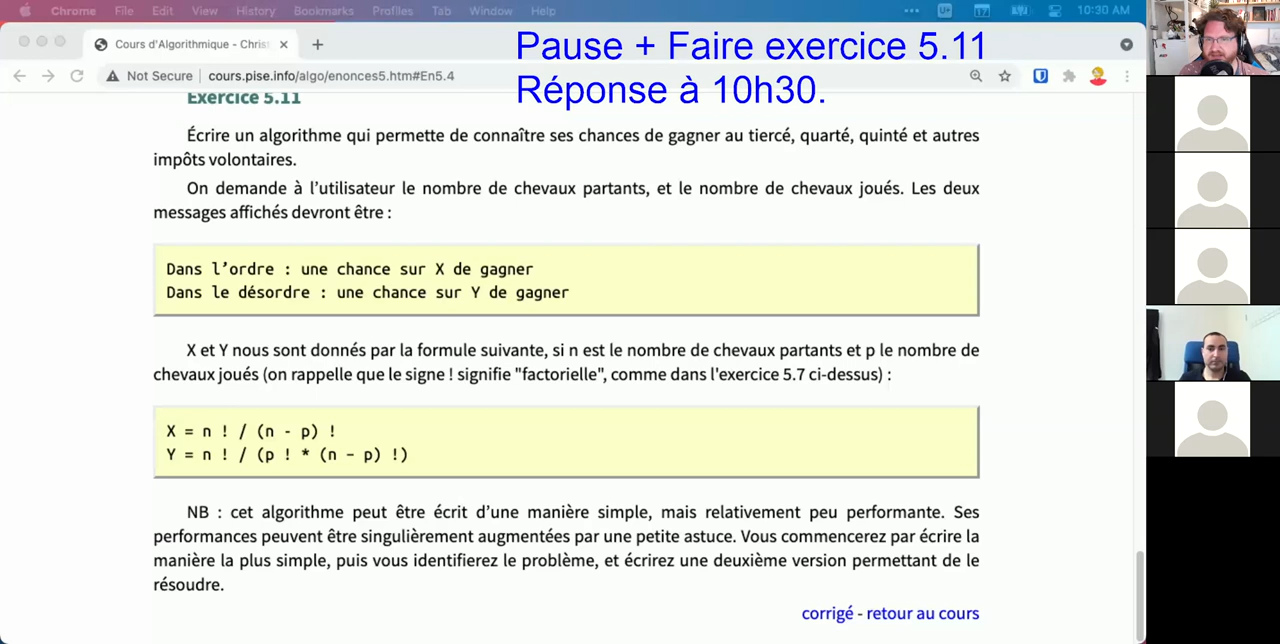 Chrome File Edit View History Bookmarks Profiles Tab Window Help 17 10:30 AM
Cours d'Algorithmique - Chris
Not Secure cours.pise.info/algo/enonces5.htm#En5.4
Pause + Faire exercice 5.11
Réponse à 10h30.
Exercice 5.11
Écrire un algorithme qui permette de connaître ses chances de gagner au tiercé, quarté, quinté et autres
impôts volontaires.
On demande à l’utilisateur le nombre de chevaux partants, et le nombre de chevaux joués. Les deux
messages affichés devront être :
Dans l’ordre : une chance sur X de gagner
Dans le désordre : une chance sur Y de gagner
X et Y nous sont donnés par la formule suivante, si n est le nombre de chevaux partants et p le nombre de
chevaux joués (on rappelle que le signe ! signifie "factorielle", comme dans l'exercice 5.7 ci-dessus) :
X = n ! / (n - p) !
Y = n ! / (p ! * (n – p) !)
NB : cet algorithme peut être écrit d’une manière simple, mais relativement peu performante. Ses
performances peuvent être singulièrement augmentées par une petite astuce. Vous commencerez par écrire la
manière la plus simple, puis vous identifierez le problème, et écrirez une deuxième version permettant de le
résoudre.
corrigé - retour au cours